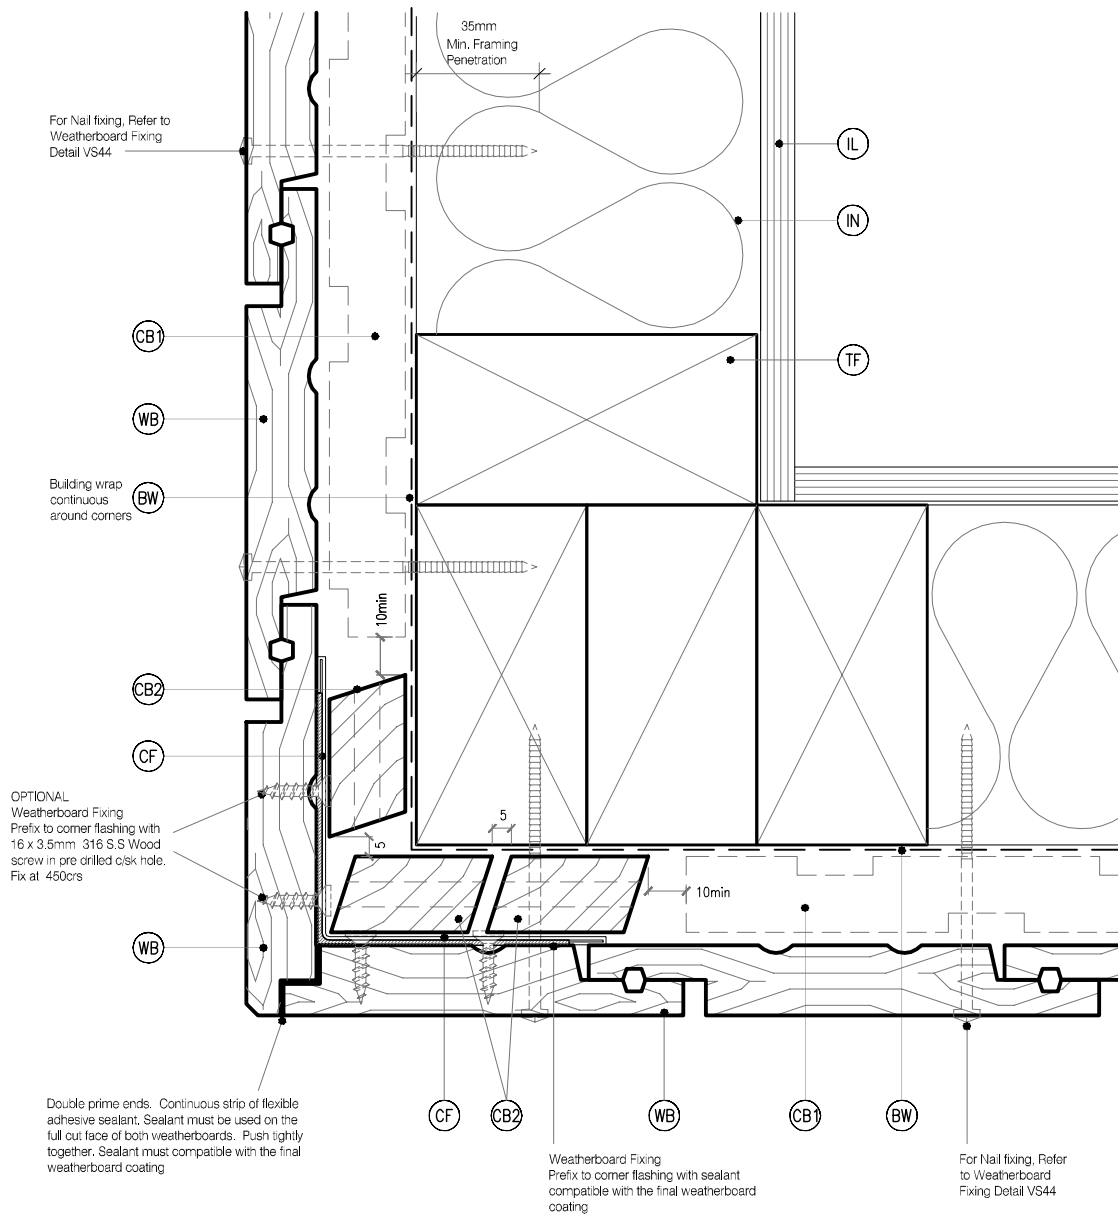 35mm
Min. Framing
Penetration
For Nail fixing, Refer to
Weatherboard Fixing
Detail VS44
IL
IN
CB1
TF
WB
Building wrap
continuous
around corners
BW
10min
CB2
CF
OPTIONAL
Weatherboard Fixing
Prefix to corner flashing with
16 x 3.5mm 316 S.S Wood
screw in pre drilled c/sk hole.
Fix at 450crs
5
5
10min
WB
CF
CB2
WB
CB1
BW
Double prime ends. Continuous strip of flexible
adhesive sealant. Sealant must be used on the
full cut face of both weatherboards. Push tightly
together. Sealant must compatible with the final
weatherboard coating
Weatherboard Fixing
Prefix to corner flashing with sealant
compatible with the final weatherboard
coating
For Nail fixing, Refer
to Weatherboard
Fixing Detail VS44